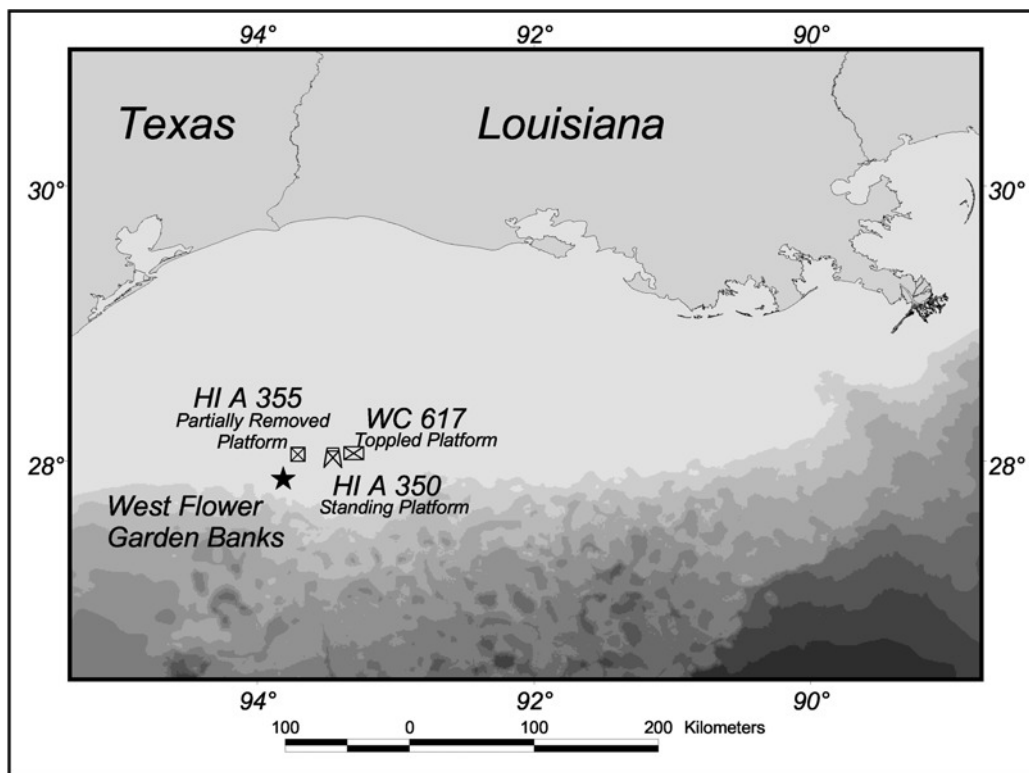 94° 92° 90°
Texas Louisiana
30° 30°
HI A 355
Partially Removed
Platform
WC 617
Toppled Platform
28° 28°
HI A 350
Standing Platform
West Flower
Garden Banks
94° 92° 90°
100 0 100 200 Kilometers